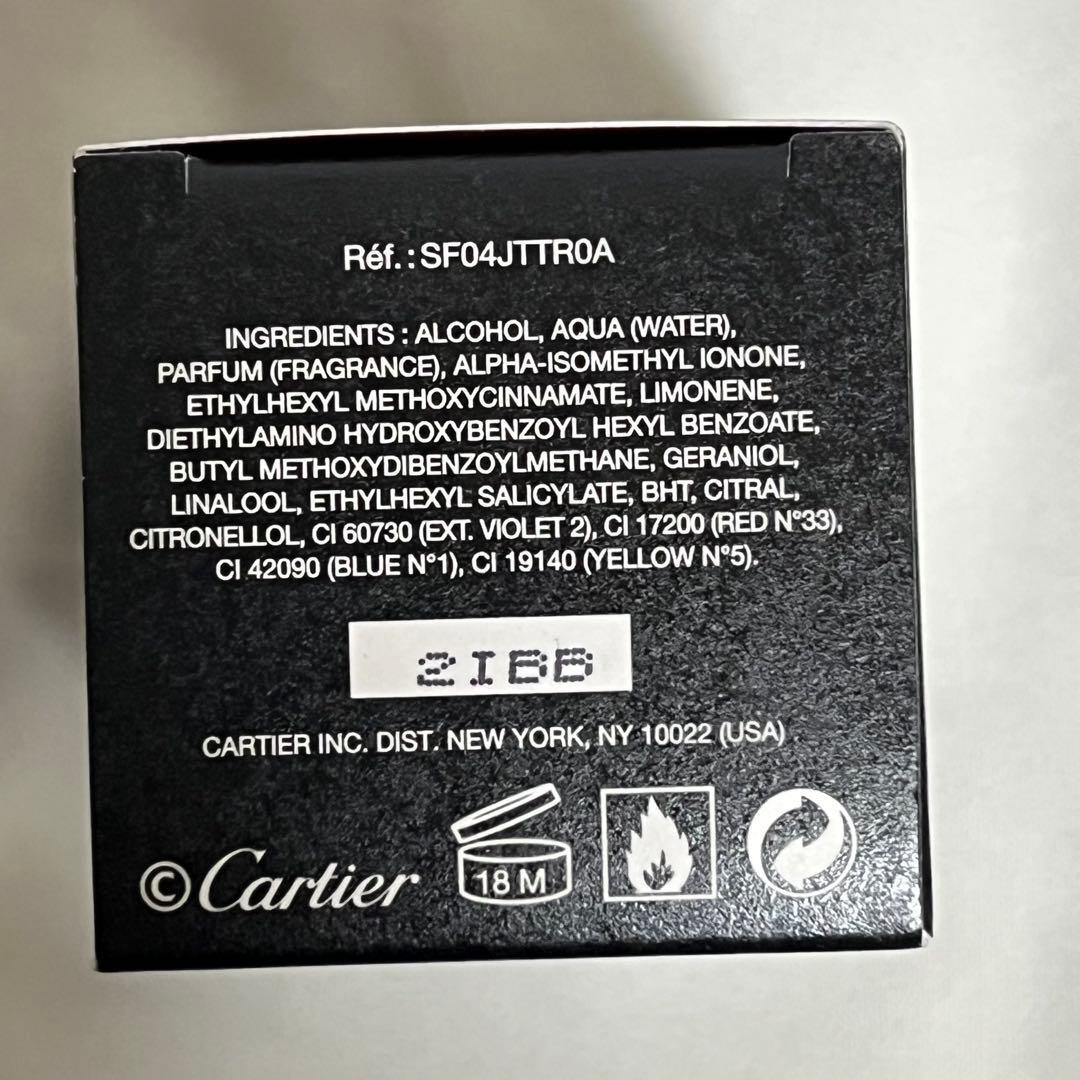 Réf.: SF04JTTR0A
INGREDIENTS : ALCOHOL, AQUA (WATER),
PARFUM (FRAGRANCE), ALPHA-ISOMETHYL IONONE,
ETHYLHEXYL METHOXYCINNAMATE, LIMONENE,
DIETHYLAMINO HYDROXYBENZOYL HEXYL BENZOATE,
BUTYL METHOXYDIBENZOYLMETHANE, GERANIOL,
LINALOOL, ETHYLHEXYL SALICYLATE, BHT, CITRAL,
CITRONELLOL, CI 60730 (EXT. VIOLET 2), CI 17200 (RED N°33),
CI 42090 (BLUE N°1), CI 19140 (YELLOW N°5).
2IBB
CARTIER INC. DIST. NEW YORK, NY 10022 (USA)
© Cartier
18 M